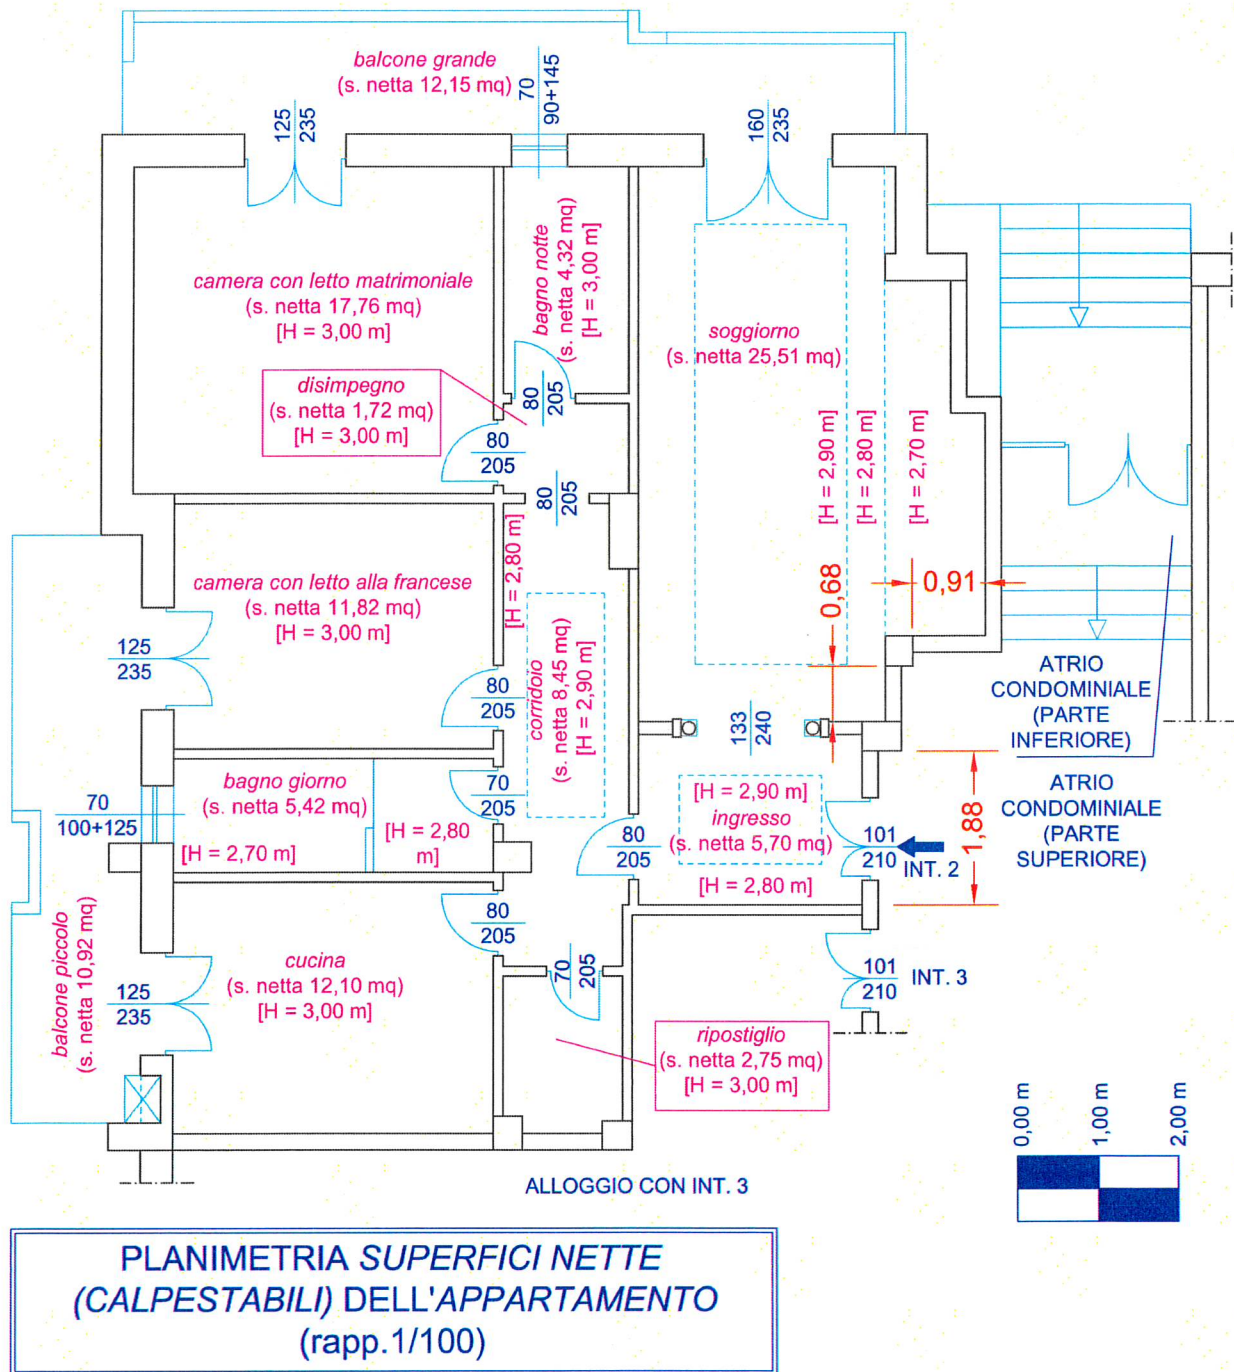 balcone grande
(s. netta 12,15 mq)
70
90+145
125
235
160
235
camera con letto matrimoniale
(s. netta 17,76 mq)
[H = 3,00 m]
bagno notte
(s. netta 4,32 mq)
[H = 3,00 m]
soggiorno
(s. netta 25,51 mq)
disimpegno
(s. netta 1,72 mq)
[H = 3,00 m]
80
205
80
205
80
205
[H = 2,90 m]
[H = 2,80 m]
[H = 2,70 m]
[H = 2,80 m]
camera con letto alla francese
(s. netta 11,82 mq)
[H = 3,00 m]
0,68
0,91
125
235
80
205
corridoio
(s. netta 8,45 mq)
[H = 2,90 m]
133
240
ATRIO
CONDOMINIALE
(PARTE
INFERIORE)
ATRIO
CONDOMINIALE
(PARTE
SUPERIORE)
bagno giorno
(s. netta 5,42 mq)
[H = 2,70 m]
[H = 2,80
m]
70
100+125
70
205
[H = 2,90 m]
ingresso
(s. netta 5,70 mq)
[H = 2,80 m]
80
205
101
210
INT. 2
1,88
80
205
cucina
(s. netta 12,10 mq)
[H = 3,00 m]
balcone piccolo
(s. netta 10,92 mq)
125
235
70
205
101
210
INT. 3
ripostiglio
(s. netta 2,75 mq)
[H = 3,00 m]
0,00 m
1,00 m
2,00 m
ALLOGGIO CON INT. 3
PLANIMETRIA SUPERFICI NETTE
(CALPESTABILI) DELL'APPARTAMENTO
(rapp.1/100)